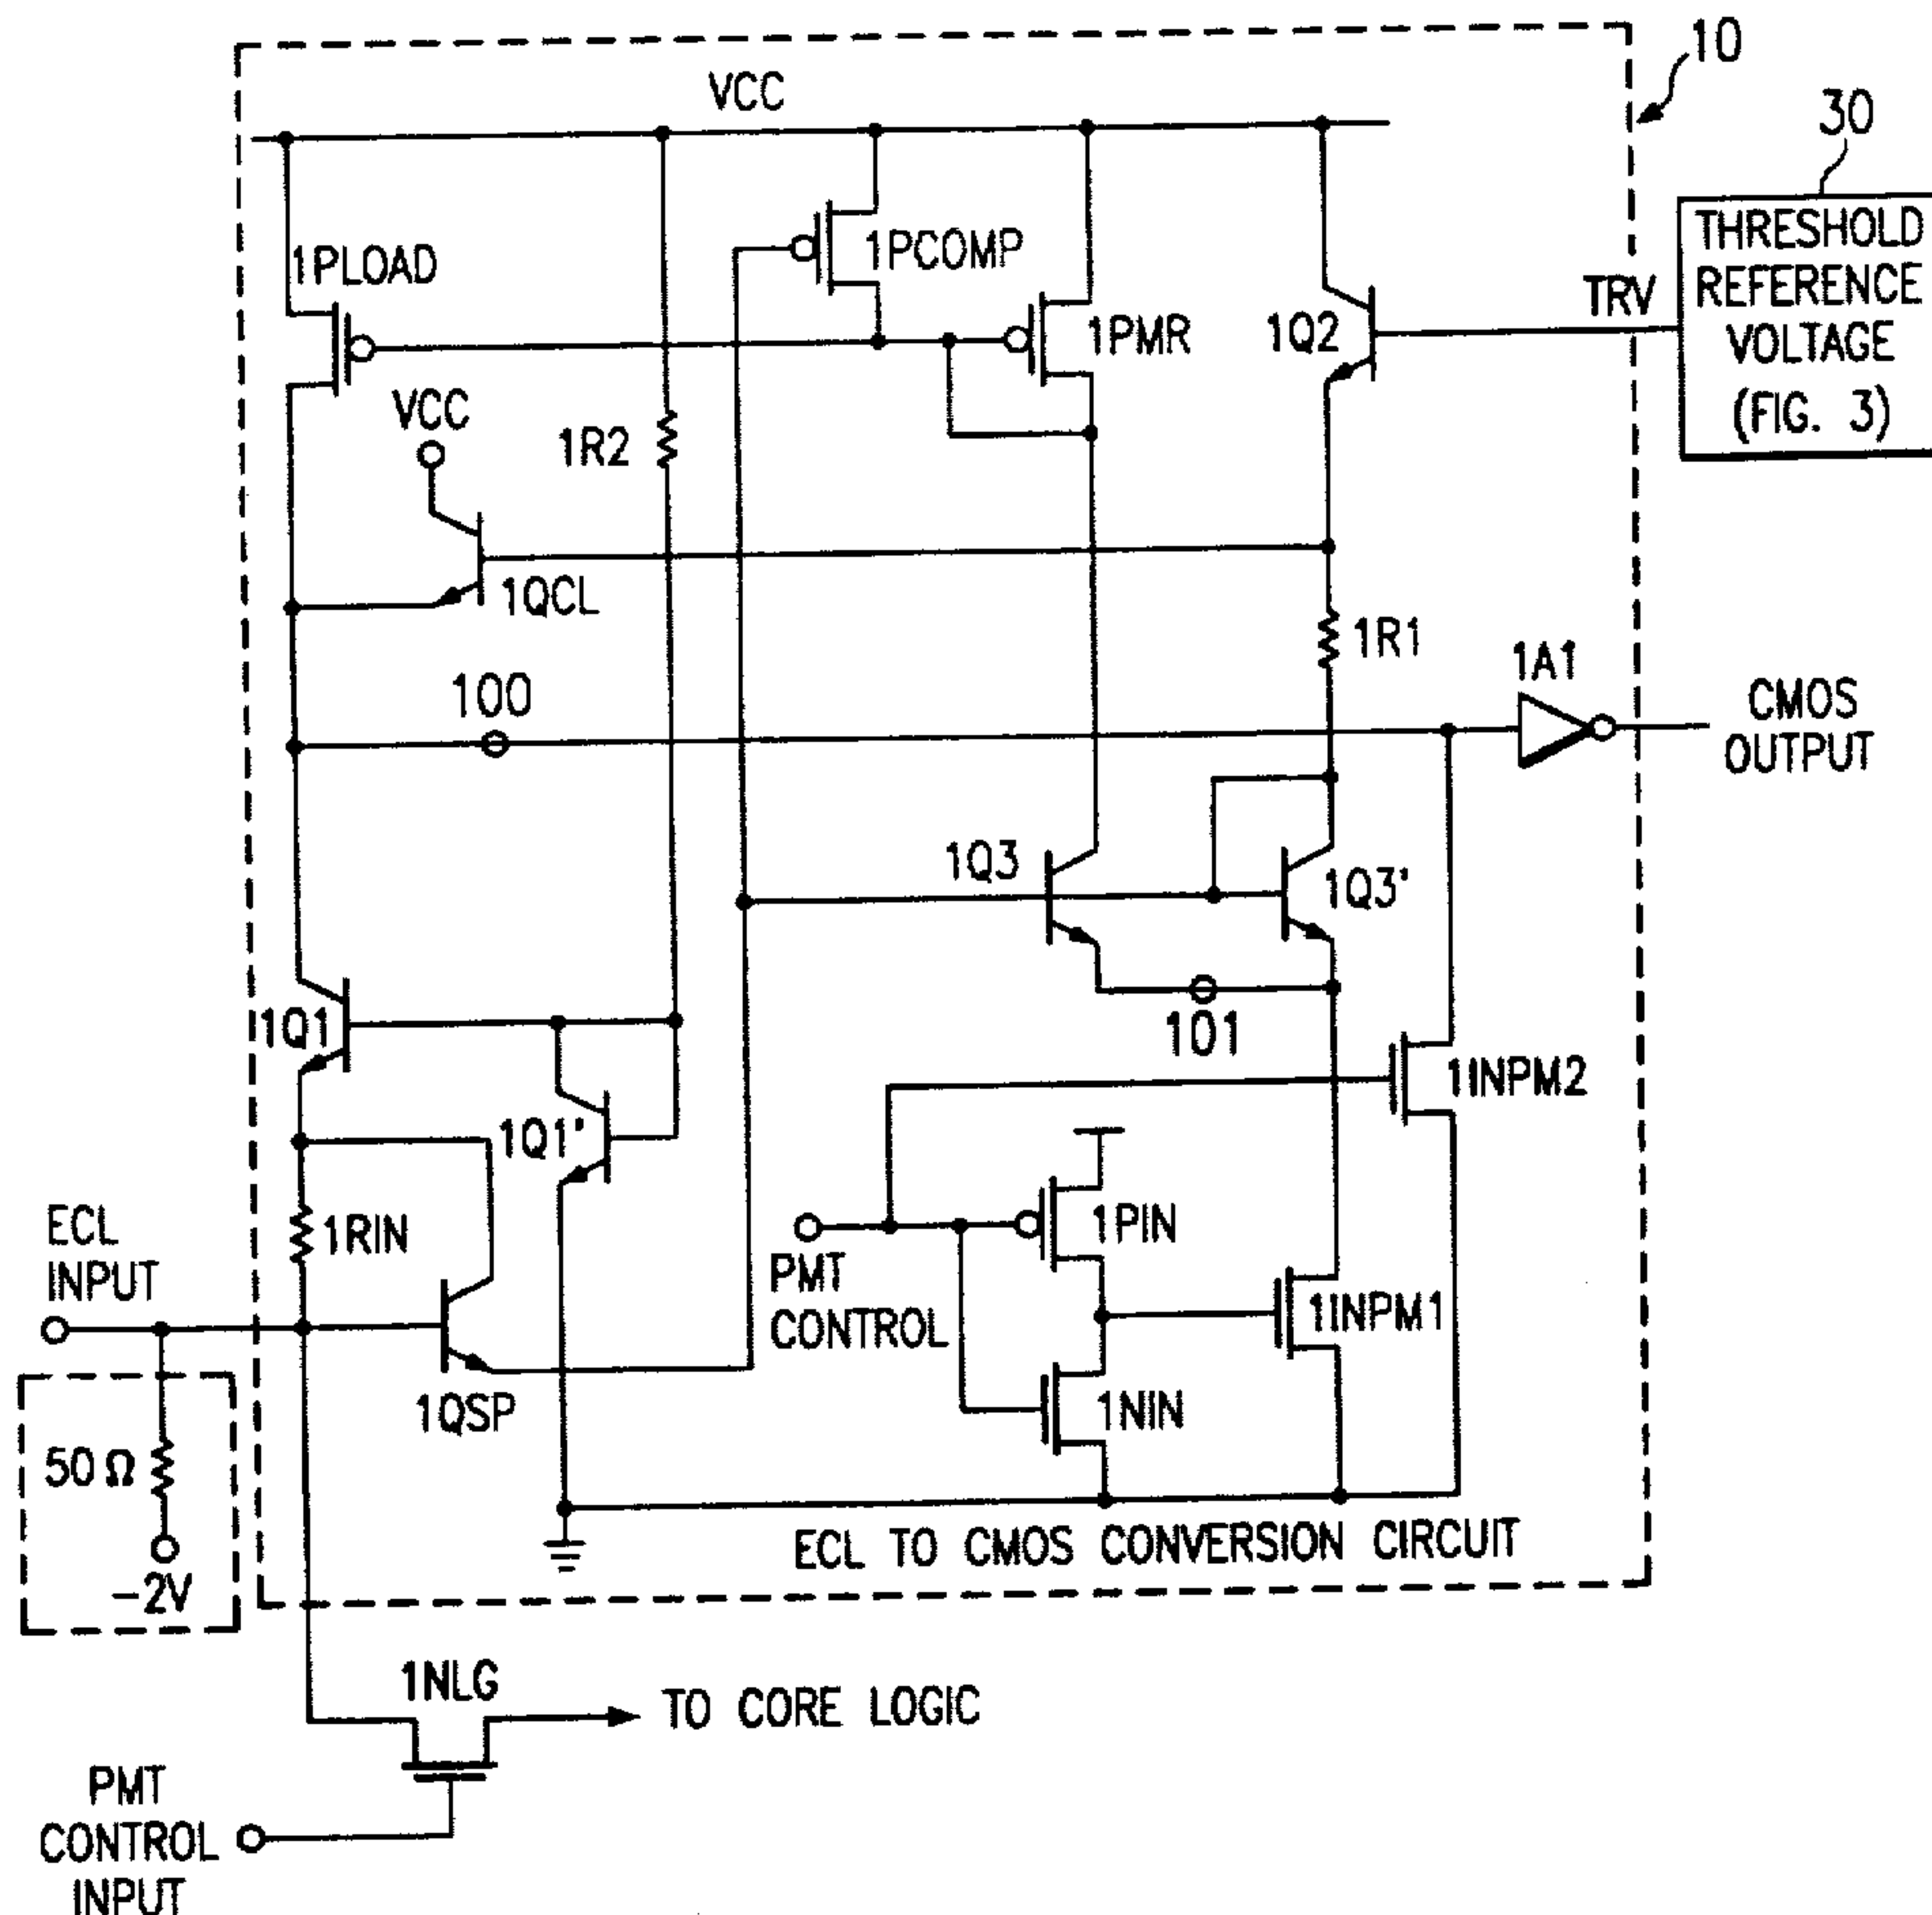 10
VCC
30
THRESHOLD
REFERENCE
VOLTAGE
(FIG. 3)
TRV
1PLOAD
1PCOMP
1PMR
1Q2
VCC
1R2
1QCL
1R1
1A1
100
CMOS
OUTPUT
1Q3
1Q3'
1Q1
101
1INPM2
1Q1'
ECL
INPUT
1RIN
1PIN
PMT
CONTROL
1INPM1
1QSP
1NIN
50 Ω
-2V
ECL TO CMOS CONVERSION CIRCUIT
1NLG
TO CORE LOGIC
PMT
CONTROL
INPUT